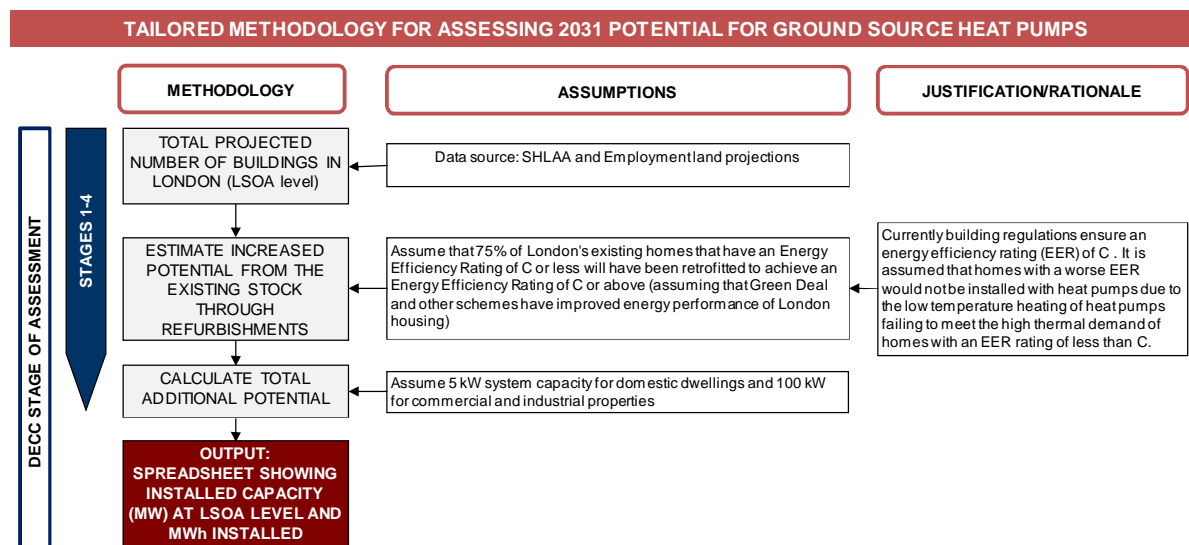 TAILORED METHODOLOGY FOR ASSESSING 2031 POTENTIAL FOR GROUND SOURCE HEAT PUMPS
METHODOLOGY
ASSUMPTIONS
JUSTIFICATION/RATIONALE
DECC STAGE OF ASSESSMENT
STAGES 1-4
TOTAL PROJECTED
NUMBER OF BUILDINGS IN
LONDON (LSOA level)
Data source: SHLAA and Employment land projections
ESTIMATE INCREASED
POTENTIAL FROM THE
EXISTING STOCK
THROUGH
REFURBISHMENTS
Assume that 75% of London's existing homes that have an Energy
Efficiency Rating of C or less will have been retrofitted to achieve an
Energy Efficiency Rating of C or above (assuming that Green Deal
and other schemes have improved energy performance of London
housing)
Currently building regulations ensure an
energy efficiency rating (EER) of C . It is
assumed that homes with a worse EER
would not be installed with heat pumps due to
the low temperature heating of heat pumps
failing to meet the high thermal demand of
homes with an EER rating of less than C.
CALCULATE TOTAL
ADDITIONAL POTENTIAL
Assume 5 kW system capacity for domestic dwellings and 100 kW
for commercial and industrial properties
OUTPUT:
SPREADSHEET SHOWING
INSTALLED CAPACITY
(MW) AT LSOA LEVEL AND
MWh INSTALLED